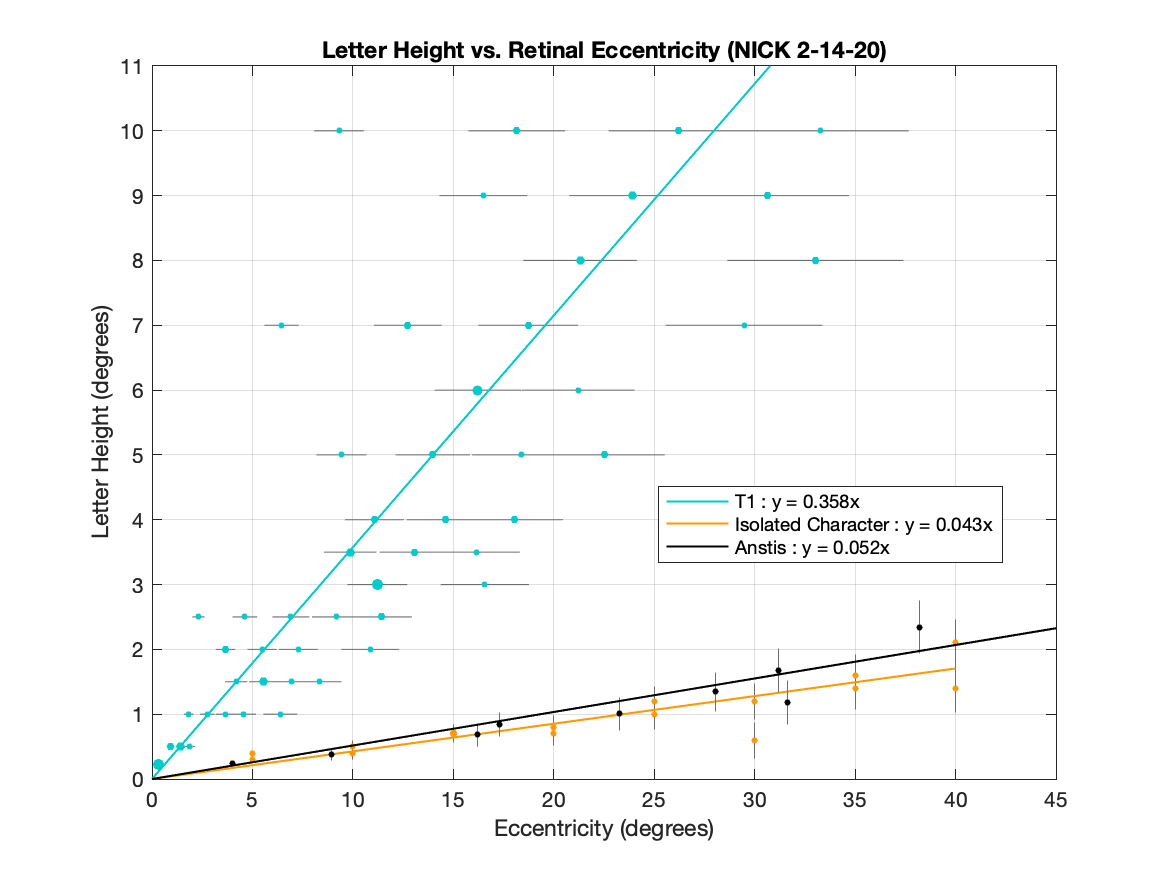 Letter Height vs. Retinal Eccentricity (NICK 2-14-20)
11
10
9
8
7
6
5
4
3
2
1
0
Letter Height (degrees)
T1 : y = 0.358x
Isolated Character : y = 0.043x
Anstis : y = 0.052x
0 5 10 15 20 25 30 35 40 45
Eccentricity (degrees)